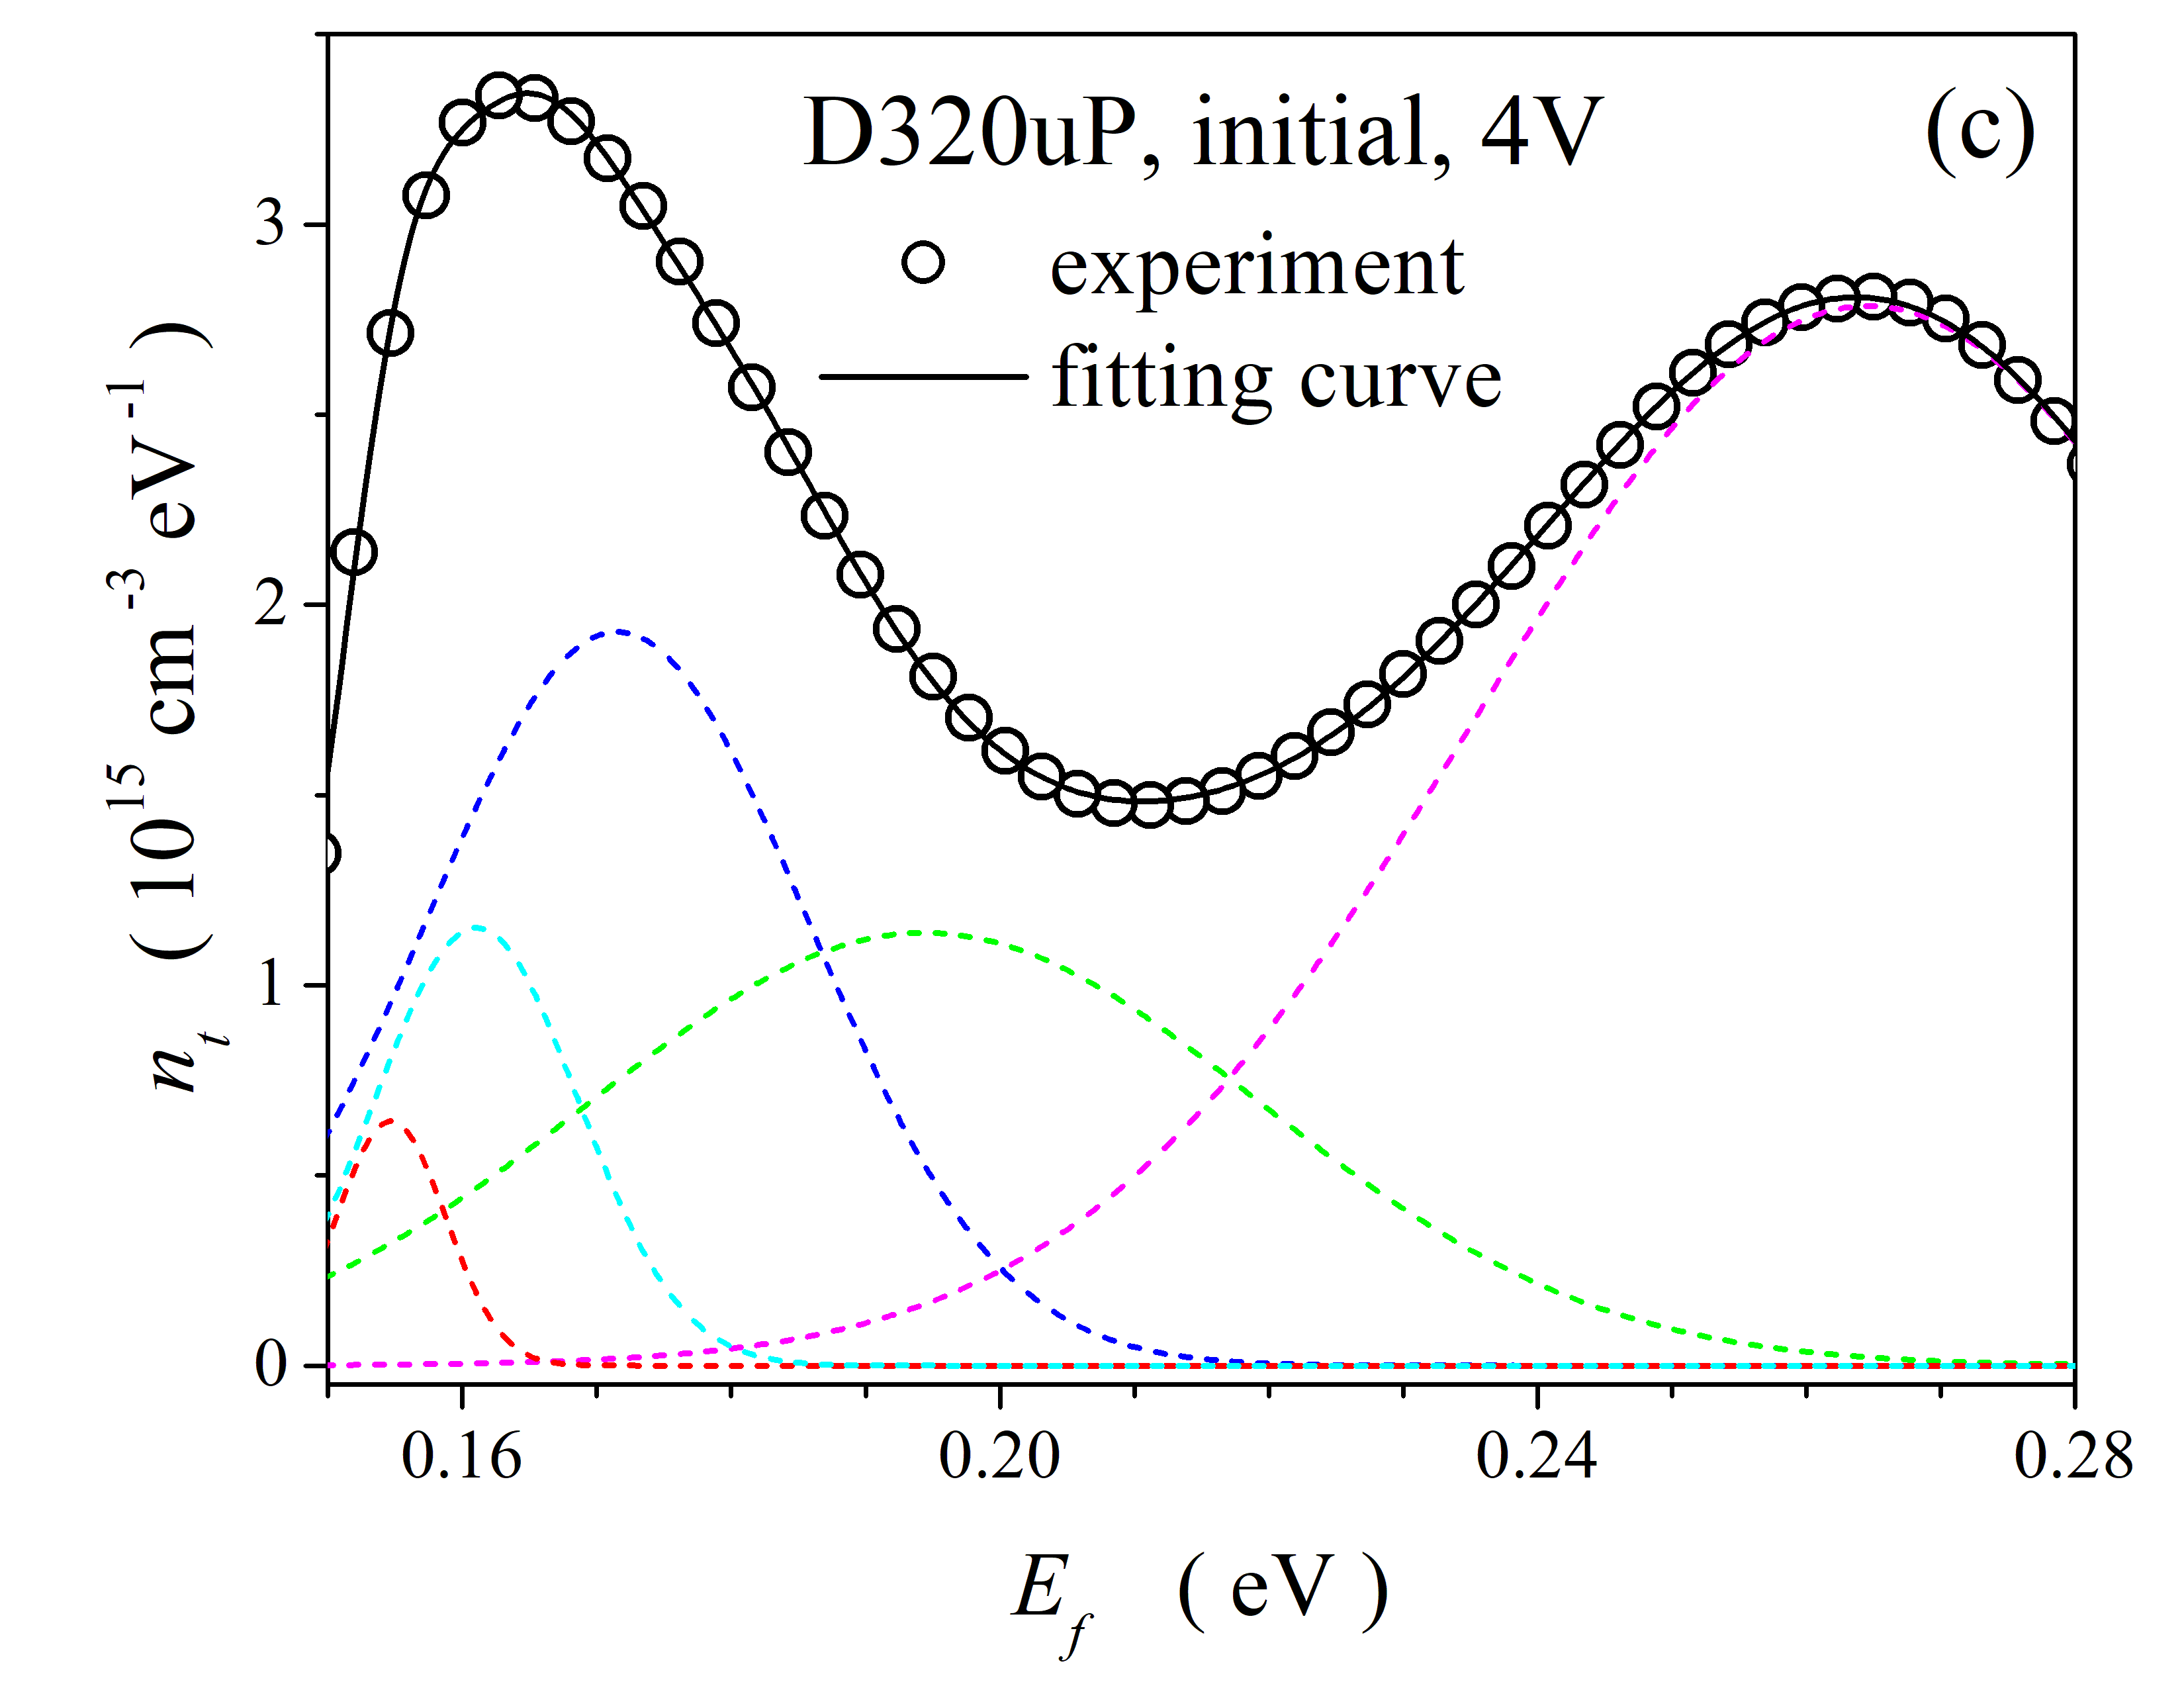 D320uP, initial, 4V
(c)
experiment
fitting curve
3
2
1
0
n_t ( 10^15 cm^-3 eV^-1 )
0.16
0.20
0.24
0.28
E_f ( eV )